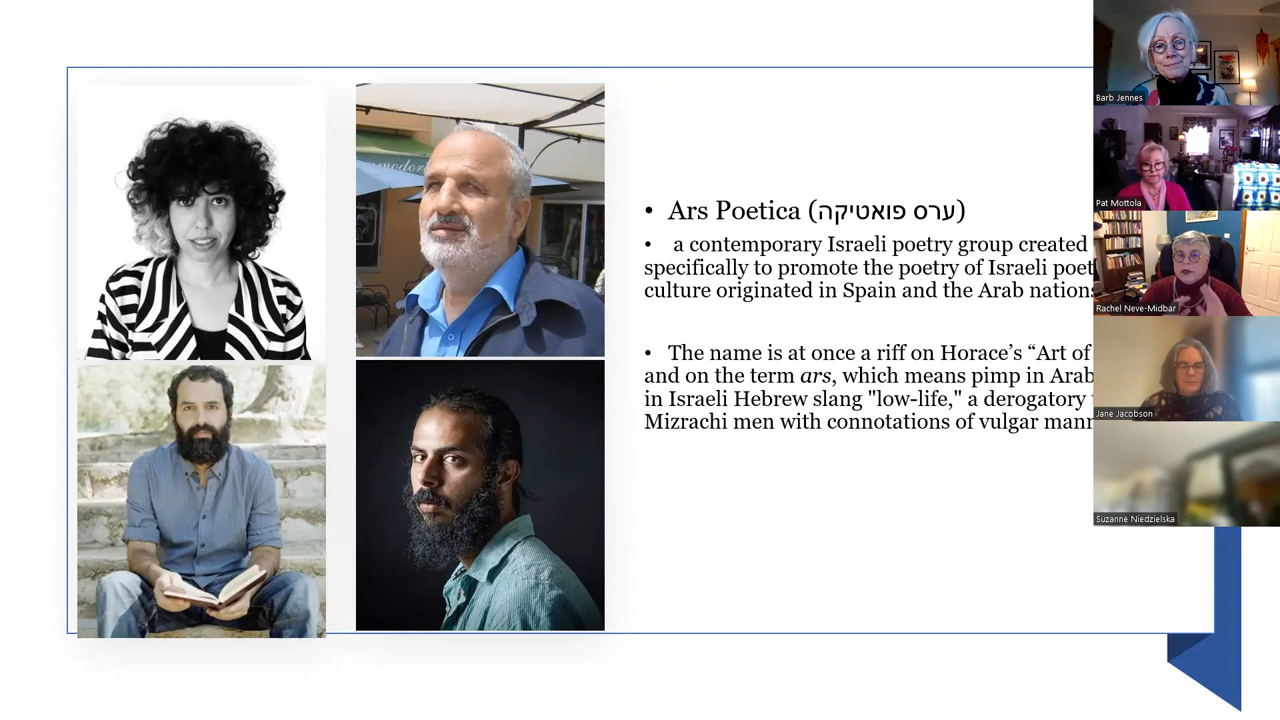 • Ars Poetica (ערס פואטיקה)
• a contemporary Israeli poetry group created
specifically to promote the poetry of Israeli poet
culture originated in Spain and the Arab nation
• The name is at once a riff on Horace’s “Art of
and on the term ars, which means pimp in Arab
in Israeli Hebrew slang "low-life," a derogatory
Mizrachi men with connotations of vulgar man
Barb Jennes
Pat Mottola
Rachel Neve-Midbar
Jane Jacobson
Suzanne Niedzielska